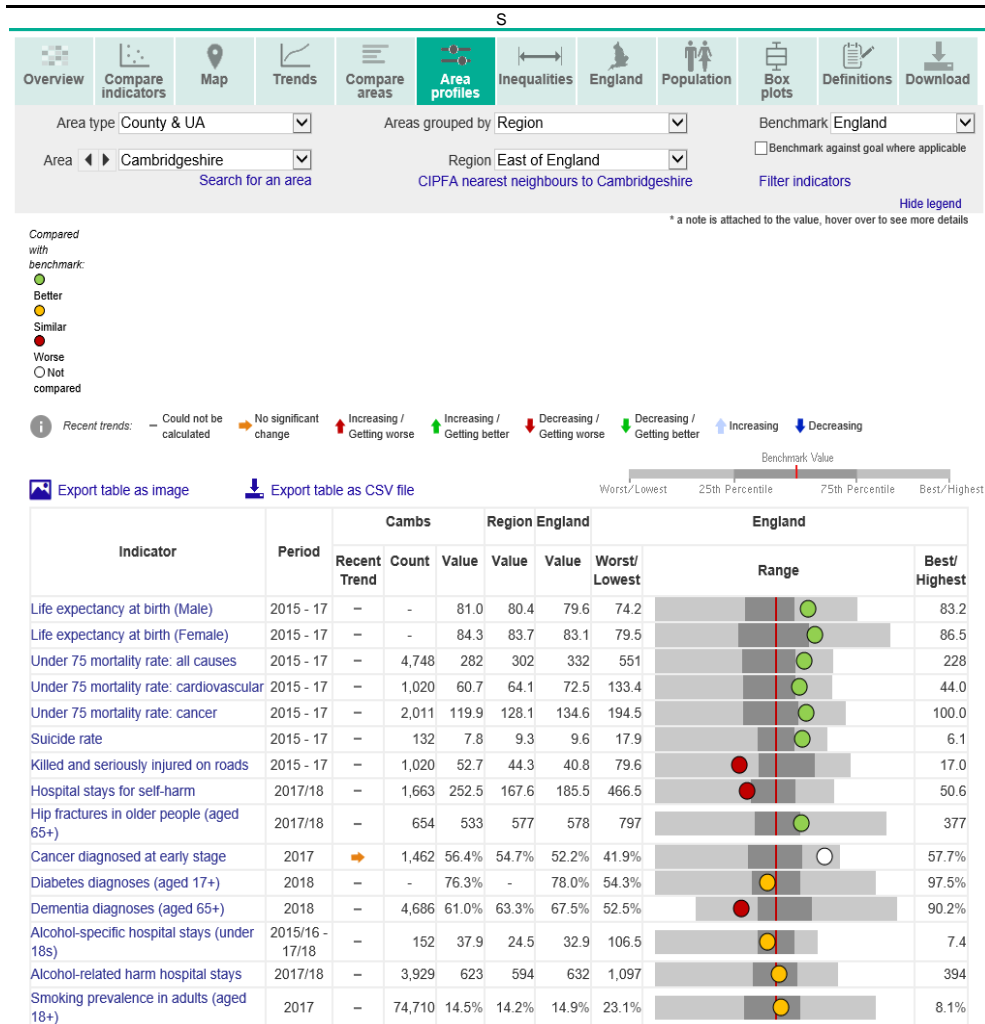 S
Overview Compare indicators Map Trends Compare areas Area profiles Inequalities England Population Box plots Definitions Download
Area type County & UA Areas grouped by Region Benchmark England
Area Cambridgeshire Region East of England Benchmark against goal where applicable
Search for an area CIPFA nearest neighbours to Cambridgeshire Filter indicators
Hide legend
* a note is attached to the value, hover over to see more details
Compared
with
benchmark:
Better
Similar
Worse
Not
compared
Recent trends: – Could not be calculated No significant change Increasing / Getting worse Increasing / Getting better Decreasing / Getting worse Decreasing / Getting better Increasing Decreasing
Benchmark Value
Export table as image Export table as CSV file Worst/Lowest 25th Percentile 75th Percentile Best/Highest
Cambs Region England England
Indicator Period Recent Trend Count Value Value Value Worst/ Lowest Range Best/ Highest
Life expectancy at birth (Male) 2015 - 17 – - 81.0 80.4 79.6 74.2 83.2
Life expectancy at birth (Female) 2015 - 17 – - 84.3 83.7 83.1 79.5 86.5
Under 75 mortality rate: all causes 2015 - 17 – 4,748 282 302 332 551 228
Under 75 mortality rate: cardiovascular 2015 - 17 – 1,020 60.7 64.1 72.5 133.4 44.0
Under 75 mortality rate: cancer 2015 - 17 – 2,011 119.9 128.1 134.6 194.5 100.0
Suicide rate 2015 - 17 – 132 7.8 9.3 9.6 17.9 6.1
Killed and seriously injured on roads 2015 - 17 – 1,020 52.7 44.3 40.8 79.6 17.0
Hospital stays for self-harm 2017/18 – 1,663 252.5 167.6 185.5 466.5 50.6
Hip fractures in older people (aged 65+) 2017/18 – 654 533 577 578 797 377
Cancer diagnosed at early stage 2017 1,462 56.4% 54.7% 52.2% 41.9% 57.7%
Diabetes diagnoses (aged 17+) 2018 – - 76.3% - 78.0% 54.3% 97.5%
Dementia diagnoses (aged 65+) 2018 – 4,686 61.0% 63.3% 67.5% 52.5% 90.2%
Alcohol-specific hospital stays (under 18s) 2015/16 - 17/18 – 152 37.9 24.5 32.9 106.5 7.4
Alcohol-related harm hospital stays 2017/18 – 3,929 623 594 632 1,097 394
Smoking prevalence in adults (aged 18+) 2017 – 74,710 14.5% 14.2% 14.9% 23.1% 8.1%